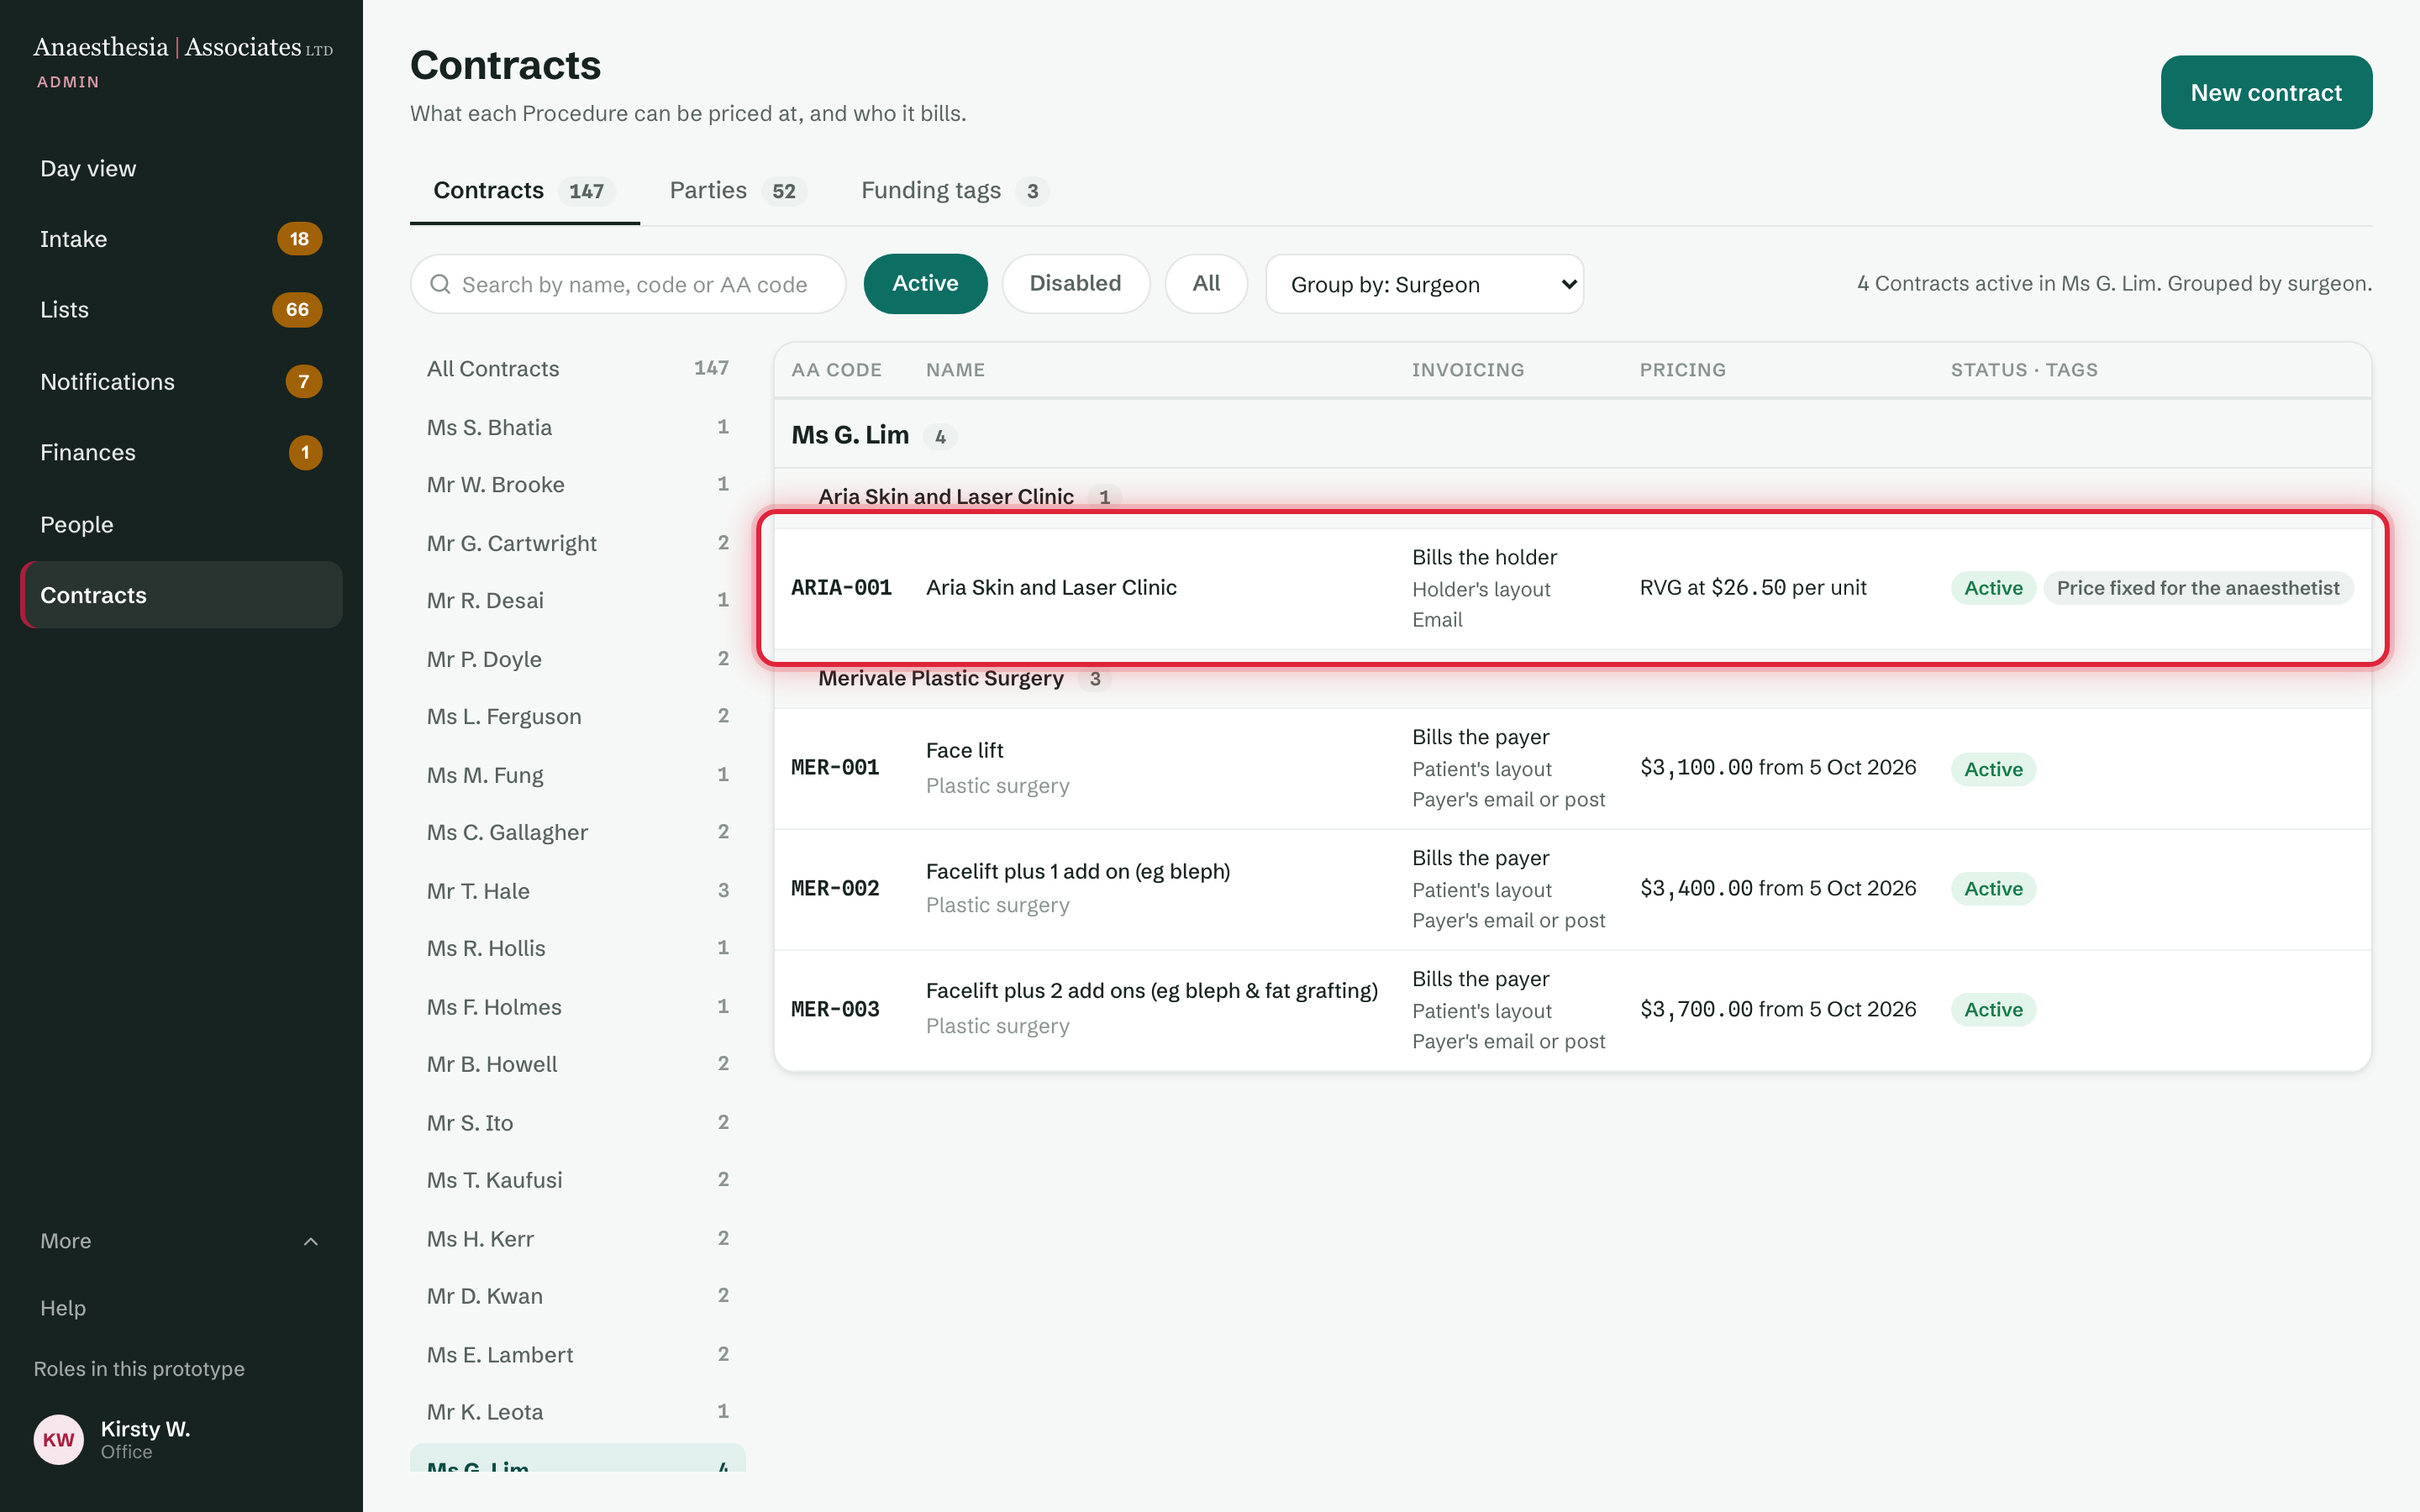 Anaesthesia | Associates LTD
ADMIN
Day view
Intake 18
Lists 66
Notifications 7
Finances 1
People
Contracts
More
Help
Roles in this prototype
KW
Kirsty W.
Office
Contracts
What each Procedure can be priced at, and who it bills.
New contract
Contracts 147 Parties 52 Funding tags 3
Search by name, code or AA code
Active Disabled All Group by: Surgeon
4 Contracts active in Ms G. Lim. Grouped by surgeon.
All Contracts 147
Ms S. Bhatia 1
Mr W. Brooke 1
Mr G. Cartwright 2
Mr R. Desai 1
Mr P. Doyle 2
Ms L. Ferguson 2
Ms M. Fung 1
Ms C. Gallagher 2
Mr T. Hale 3
Ms R. Hollis 1
Ms F. Holmes 1
Mr B. Howell 2
Mr S. Ito 2
Ms T. Kaufusi 2
Ms H. Kerr 2
Mr D. Kwan 2
Ms E. Lambert 2
Mr K. Leota 1
Ms G. Lim 4
AA CODE NAME INVOICING PRICING STATUS · TAGS
Ms G. Lim 4
Aria Skin and Laser Clinic 1
ARIA-001 Aria Skin and Laser Clinic
Bills the holder
Holder's layout
Email
RVG at $26.50 per unit
Active Price fixed for the anaesthetist
Merivale Plastic Surgery 3
MER-001
Face lift
Plastic surgery
Bills the payer
Patient's layout
Payer's email or post
$3,100.00 from 5 Oct 2026
Active
MER-002
Facelift plus 1 add on (eg bleph)
Plastic surgery
Bills the payer
Patient's layout
Payer's email or post
$3,400.00 from 5 Oct 2026
Active
MER-003
Facelift plus 2 add ons (eg bleph & fat grafting)
Plastic surgery
Bills the payer
Patient's layout
Payer's email or post
$3,700.00 from 5 Oct 2026
Active